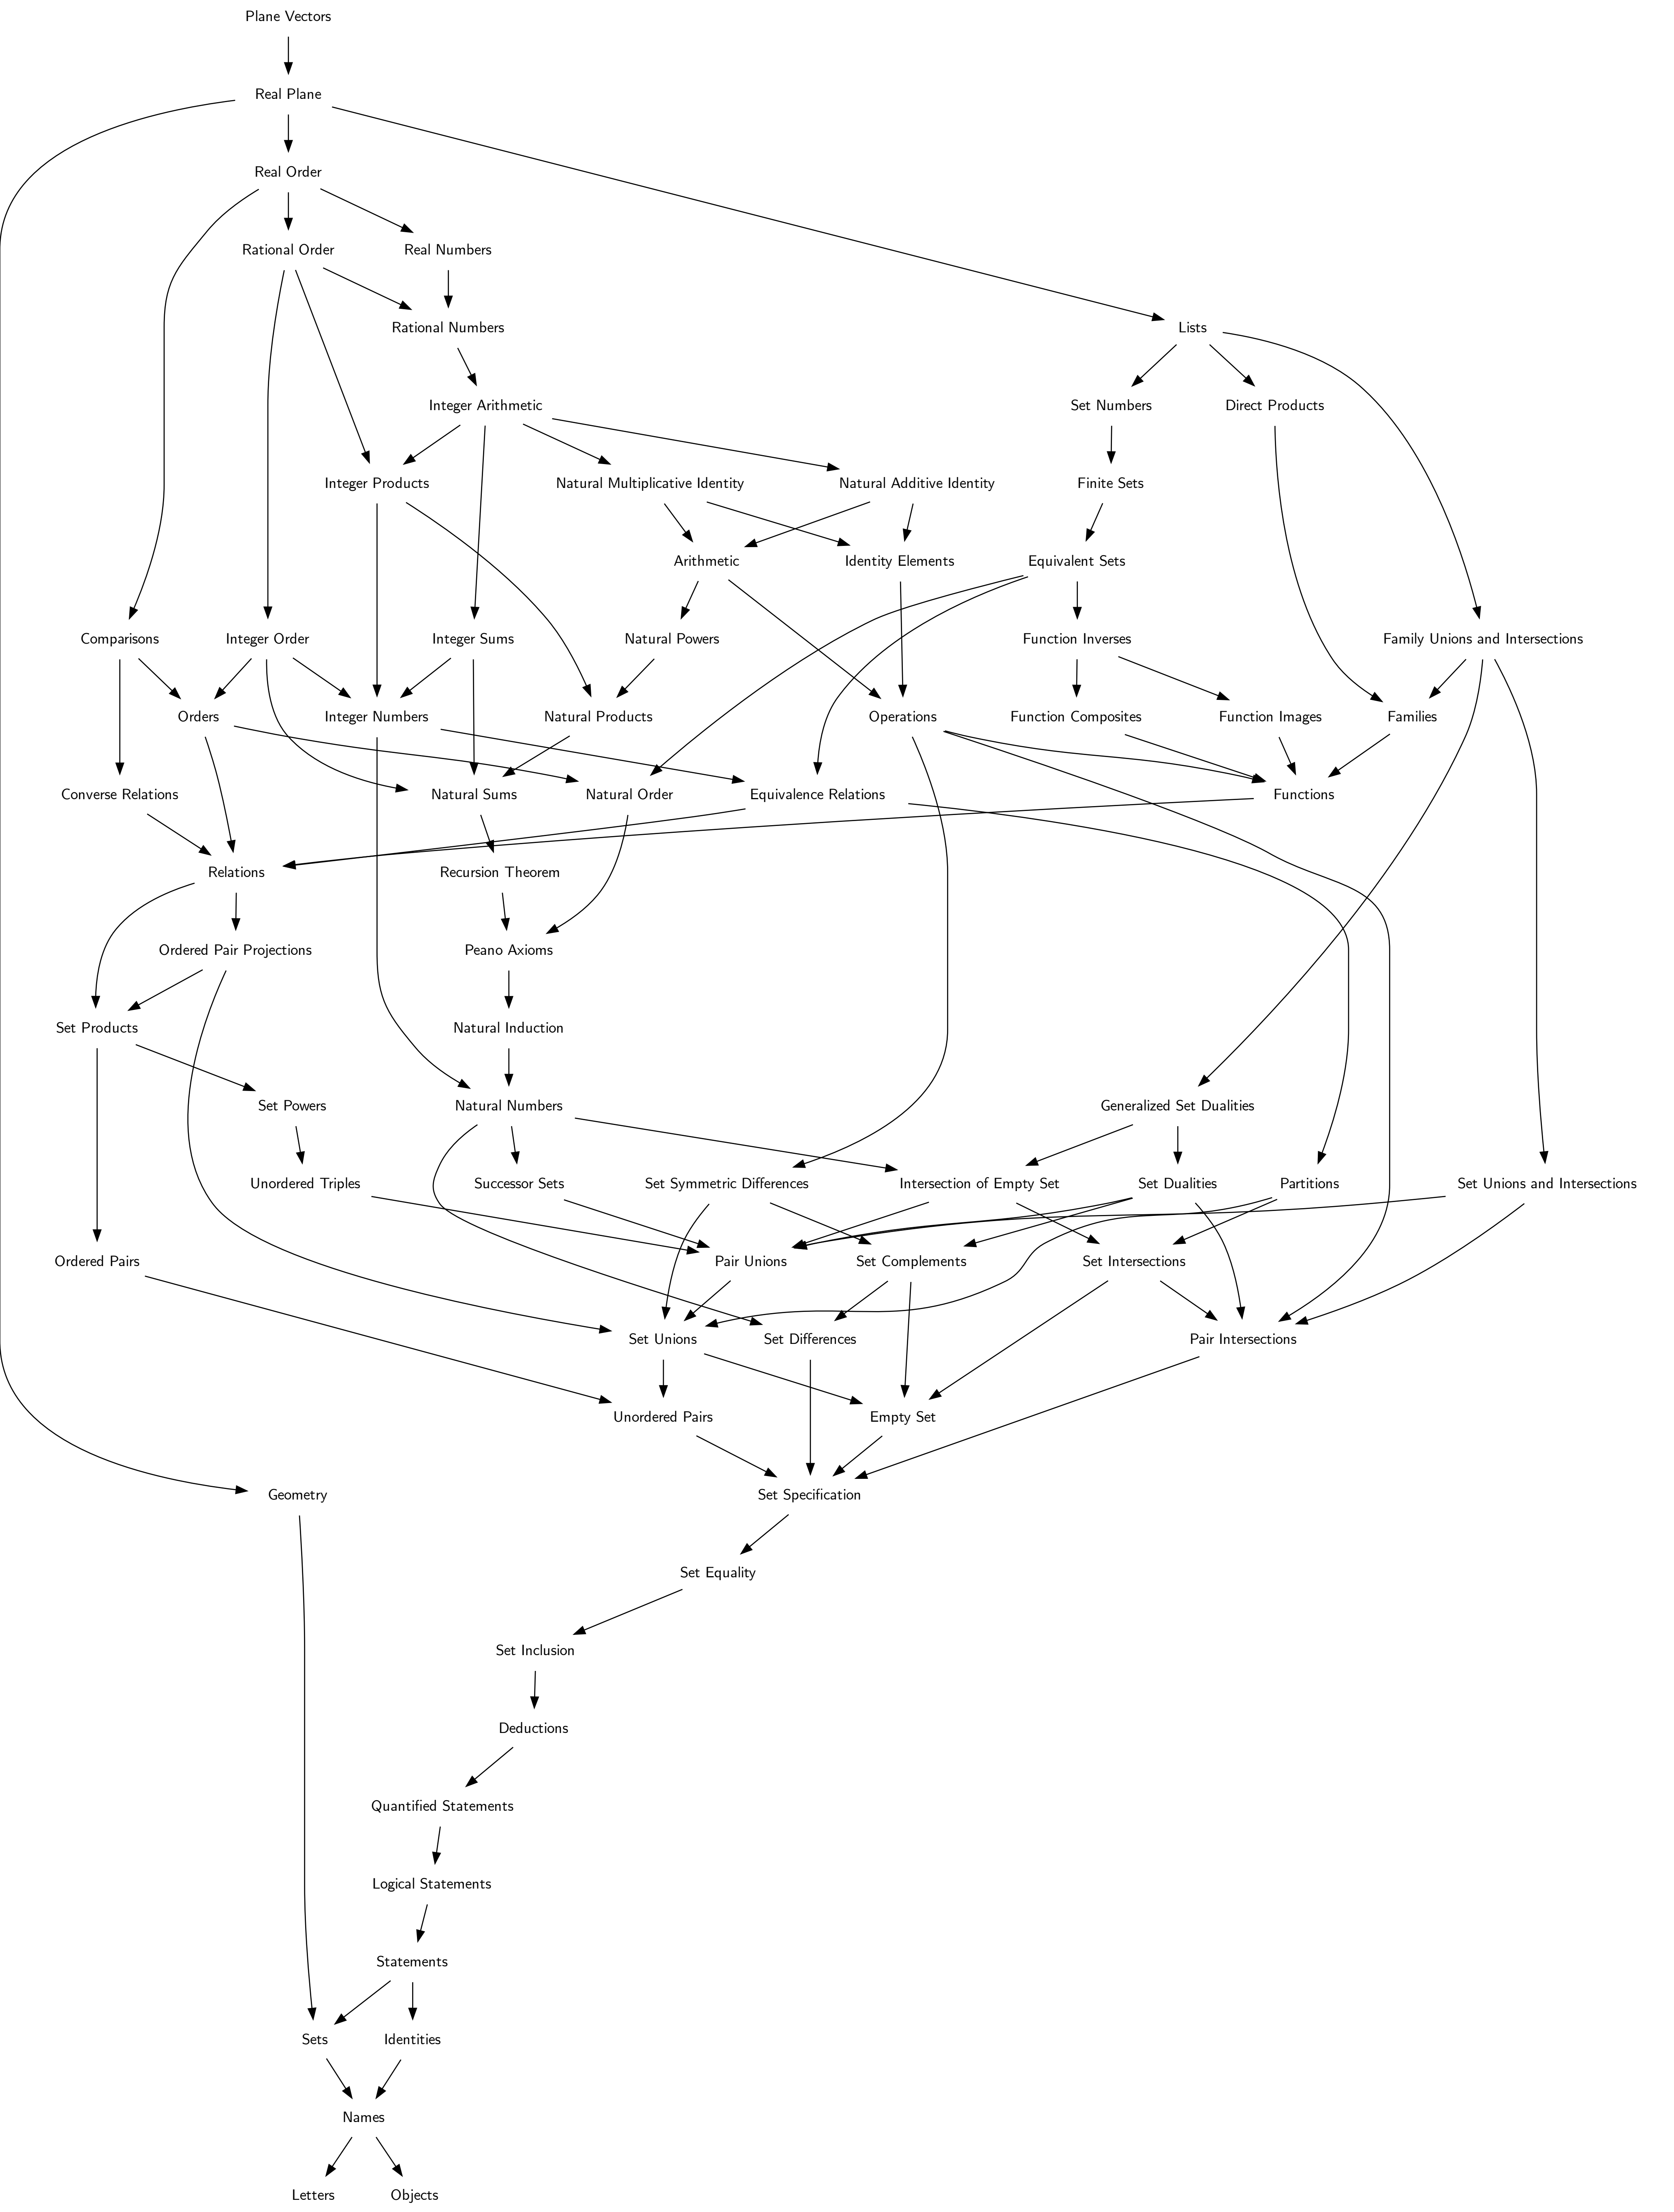 Plane Vectors
Real Plane
Real Order
Rational Order
Real Numbers
Rational Numbers
Lists
Integer Arithmetic
Set Numbers
Direct Products
Integer Products
Natural Multiplicative Identity
Natural Additive Identity
Finite Sets
Arithmetic
Identity Elements
Equivalent Sets
Comparisons
Integer Order
Integer Sums
Natural Powers
Function Inverses
Family Unions and Intersections
Orders
Integer Numbers
Natural Products
Operations
Function Composites
Function Images
Families
Converse Relations
Natural Sums
Natural Order
Equivalence Relations
Functions
Relations
Recursion Theorem
Ordered Pair Projections
Peano Axioms
Set Products
Natural Induction
Set Powers
Natural Numbers
Generalized Set Dualities
Unordered Triples
Successor Sets
Set Symmetric Differences
Intersection of Empty Set
Set Dualities
Partitions
Set Unions and Intersections
Ordered Pairs
Pair Unions
Set Complements
Set Intersections
Set Unions
Set Differences
Pair Intersections
Unordered Pairs
Empty Set
Geometry
Set Specification
Set Equality
Set Inclusion
Deductions
Quantified Statements
Logical Statements
Statements
Sets
Identities
Names
Letters
Objects